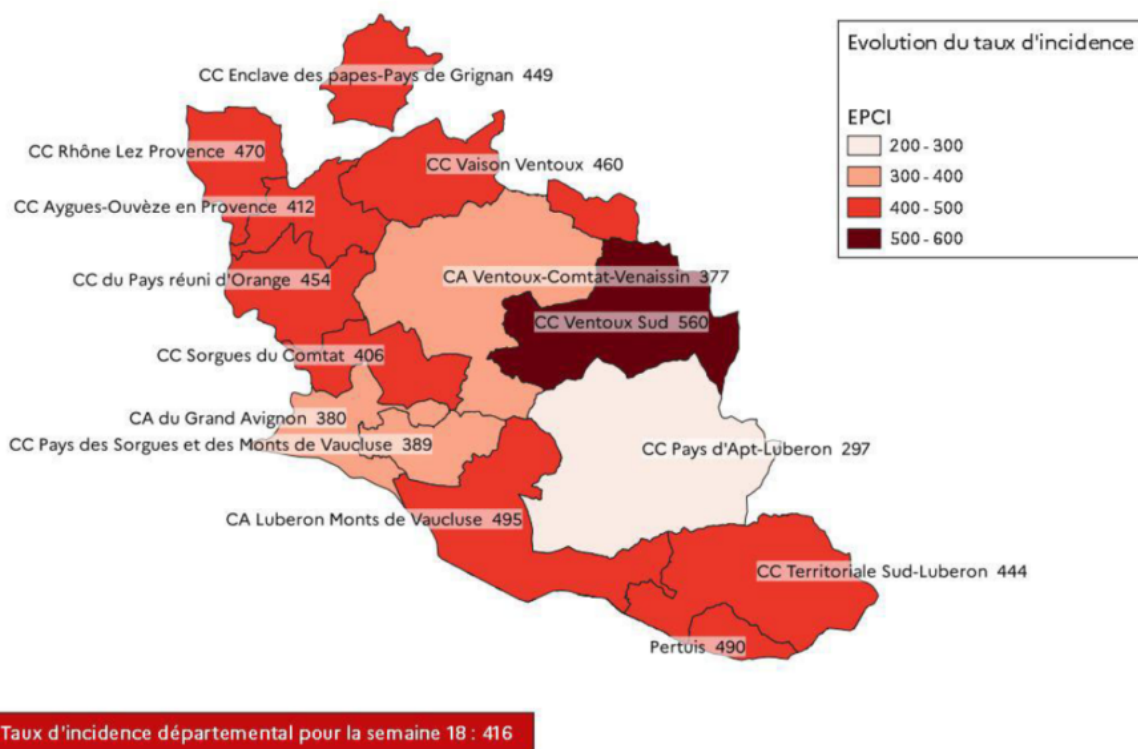 Evolution du taux d'incidence
EPCI
200 - 300
300 - 400
400 - 500
500 - 600
CC Enclave des papes-Pays de Grignan 449
CC Rhône Lez Provence 470
CC Vaison Ventoux 460
CC Aygues-Ouvèze en Provence 412
CC du Pays réuni d'Orange 454
CA Ventoux-Comtat-Venaissin 377
CC Ventoux Sud 560
CC Sorgues du Comtat 406
CA du Grand Avignon 380
CC Pays des Sorgues et des Monts de Vaucluse 389
CC Pays d'Apt-Luberon 297
CA Luberon Monts de Vaucluse 495
CC Territoriale Sud-Luberon 444
Pertuis 490
Taux d'incidence départemental pour la semaine 18 : 416